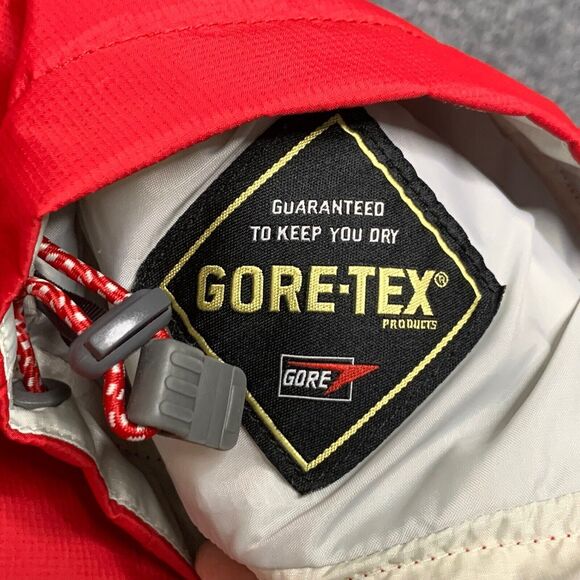 GUARANTEED
TO KEEP YOU DRY
GORE-TEX®
PRODUCTS
GORE